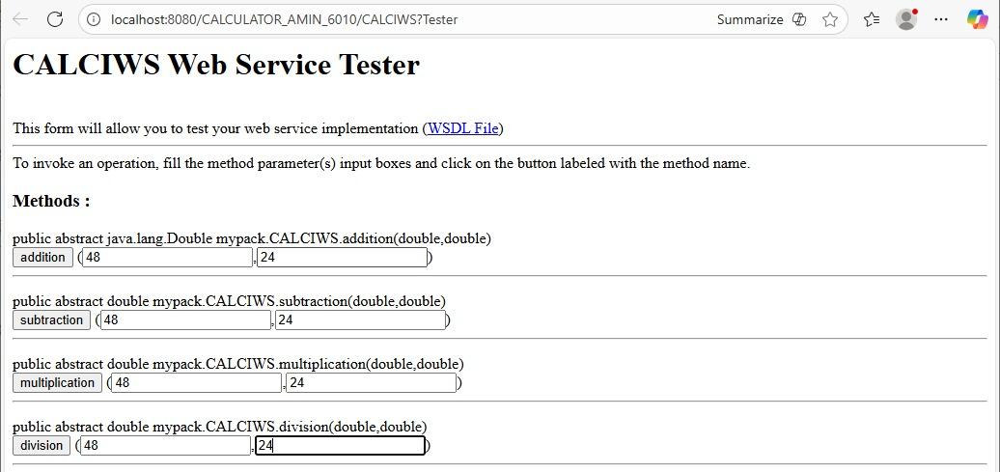 localhost:8080/CALCULATOR_AMIN_6010/CALCIWS?Tester Summarize
CALCIWS Web Service Tester
This form will allow you to test your web service implementation (WSDL File)
To invoke an operation, fill the method parameter(s) input boxes and click on the button labeled with the method name.
Methods :
public abstract java.lang.Double mypack.CALCIWS.addition(double,double)
addition (48,24)
public abstract double mypack.CALCIWS.subtraction(double,double)
subtraction (48,24)
public abstract double mypack.CALCIWS.multiplication(double,double)
multiplication (48,24)
public abstract double mypack.CALCIWS.division(double,double)
division (48,24)